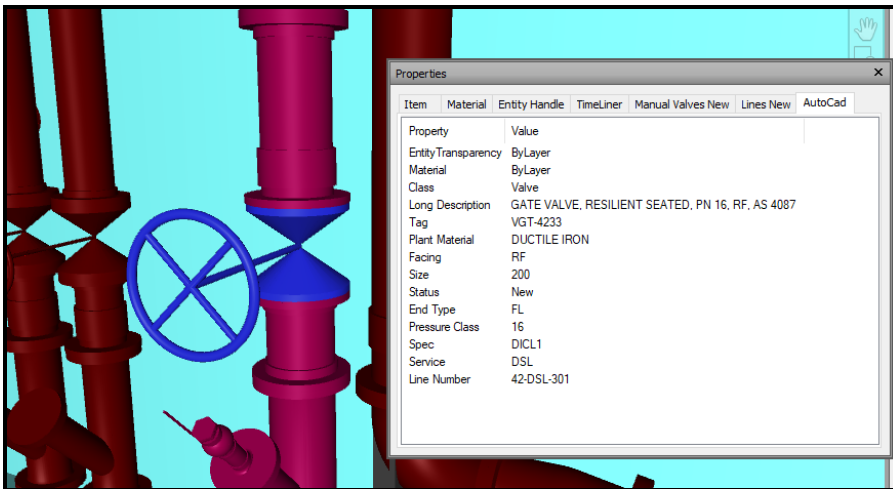 Properties
Item Material Entity Handle TimeLiner Manual Valves New Lines New AutoCad
Property Value
EntityTransparency ByLayer
Material ByLayer
Class Valve
Long Description GATE VALVE, RESILIENT SEATED, PN 16, RF, AS 4087
Tag VGT-4233
Plant Material DUCTILE IRON
Facing RF
Size 200
Status New
End Type FL
Pressure Class 16
Spec DICL1
Service DSL
Line Number 42-DSL-301